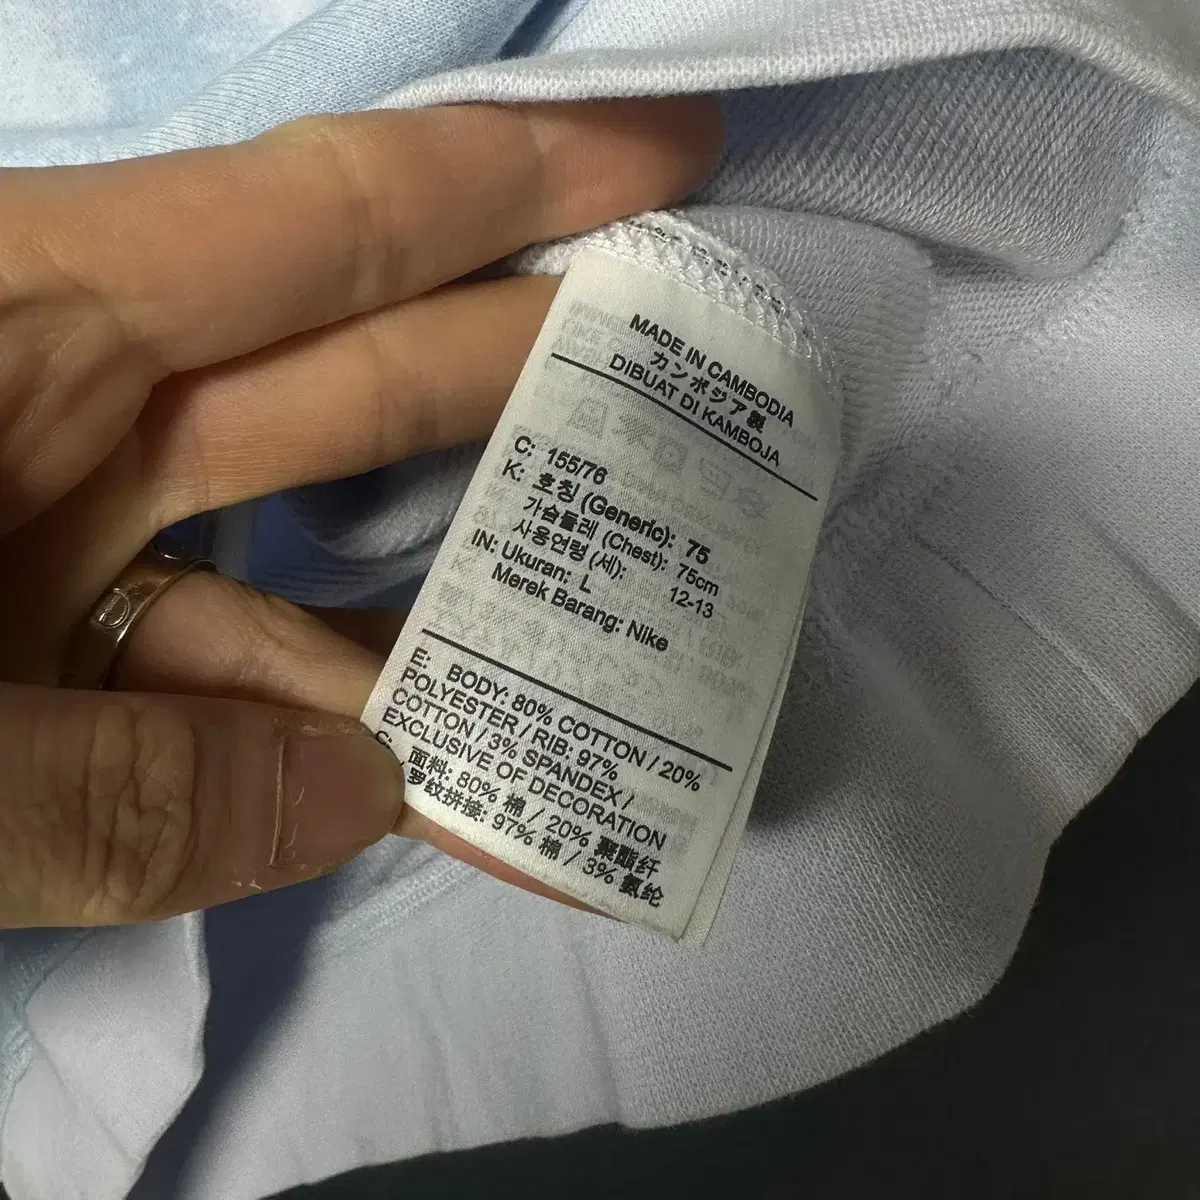 MADE IN CAMBODIA
カンボジア製
DIBUAT DI KAMBOJA
C: 155/76
K: 호칭 (Generic): 75
가슴둘레 (Chest): 75cm
사용연령 (세): 12-13
IN: Ukuran: L
Merek Barang: Nike
E: BODY: 80% COTTON / 20%
POLYESTER / RIB: 97%
COTTON / 3% SPANDEX /
EXCLUSIVE OF DECORATION
C: 面料: 80% 棉 / 20% 聚酯纤
/ 罗纹拼接: 97% 棉 / 3% 氨纶